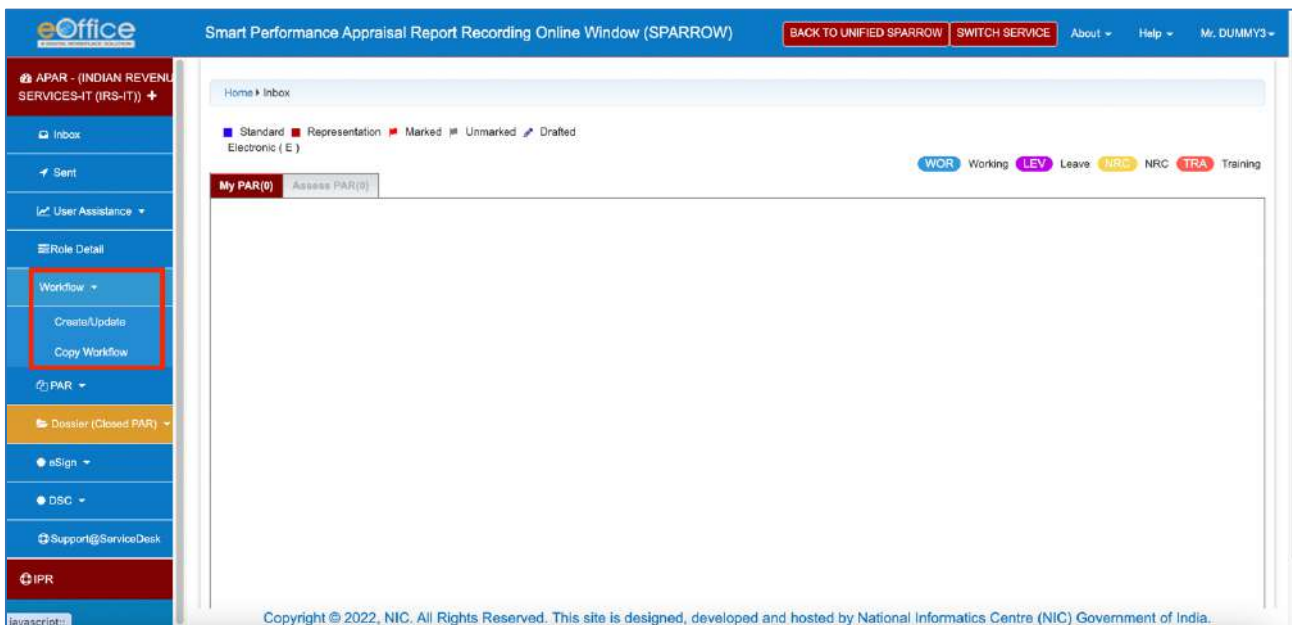 eOffice
A DIGITAL WORKPLACE SOLUTION
Smart Performance Appraisal Report Recording Online Window (SPARROW)
BACK TO UNIFIED SPARROW
SWITCH SERVICE
About
Help
Mr. DUMMY3
APAR - (INDIAN REVENU
SERVICES-IT (IRS-IT)) +
Inbox
Sent
User Assistance
Role Detail
Workflow
Create/Update
Copy Workflow
PAR
Dossier (Closed PAR)
eSign
DSC
Support@ServiceDesk
IPR
javascript:;
Home Inbox
Standard Representation Marked Unmarked Drafted
Electronic ( E )
WOR Working LEV Leave NRC NRC TRA Training
My PAR(0) Assess PAR(0)
Copyright © 2022, NIC. All Rights Reserved. This site is designed, developed and hosted by National Informatics Centre (NIC) Government of India.